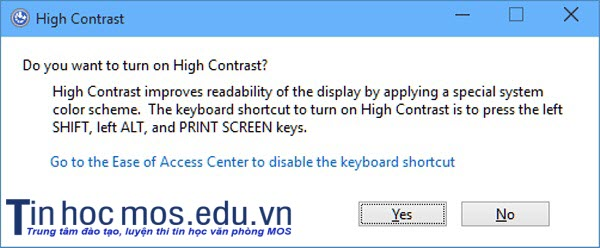 High Contrast
Do you want to turn on High Contrast?
High Contrast improves readability of the display by applying a special system
color scheme. The keyboard shortcut to turn on High Contrast is to press the left
SHIFT, left ALT, and PRINT SCREEN keys.
Go to the Ease of Access Center to disable the keyboard shortcut
Tin hoc mos.edu.vn
Trung tâm đào tạo, luyện thi tin học văn phòng MOS
Yes
No